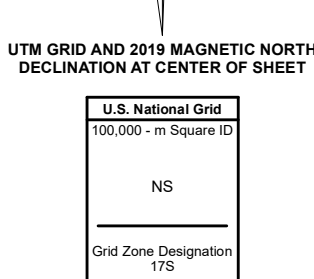 UTM GRID AND 2019 MAGNETIC NORTH
DECLINATION AT CENTER OF SHEET
U.S. National Grid
100,000 - m Square ID
NS
Grid Zone Designation
17S